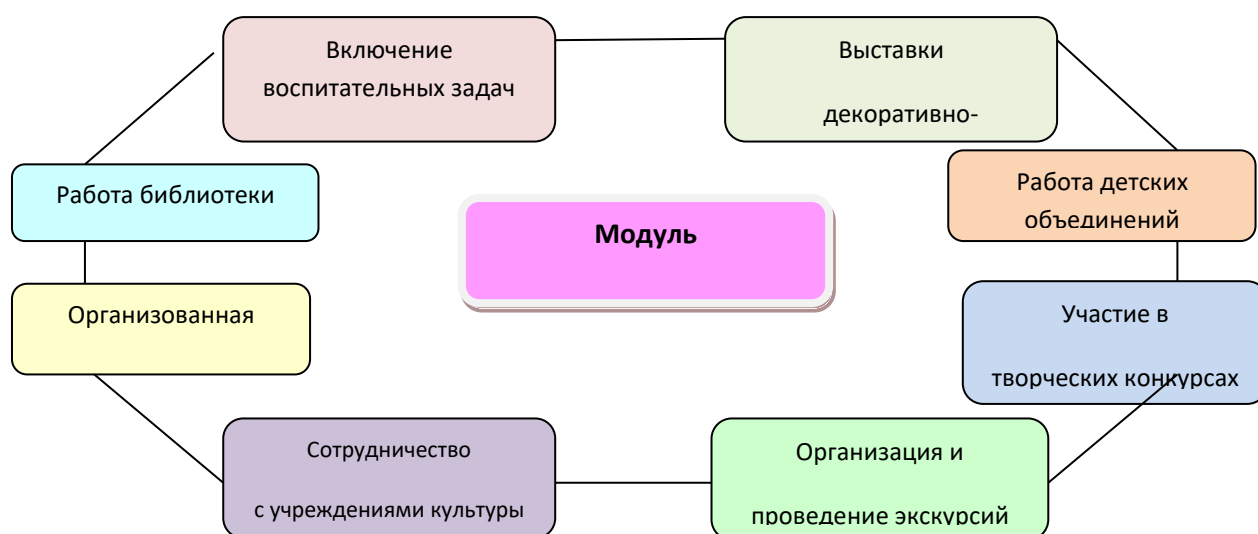 Включение
воспитательных задач
Выставки
декоративно-
Работа библиотеки
Модуль
Работа детских
объединений
Организованная
Участие в
творческих конкурсах
Сотрудничество
с учреждениями культуры
Организация и
проведение экскурсий